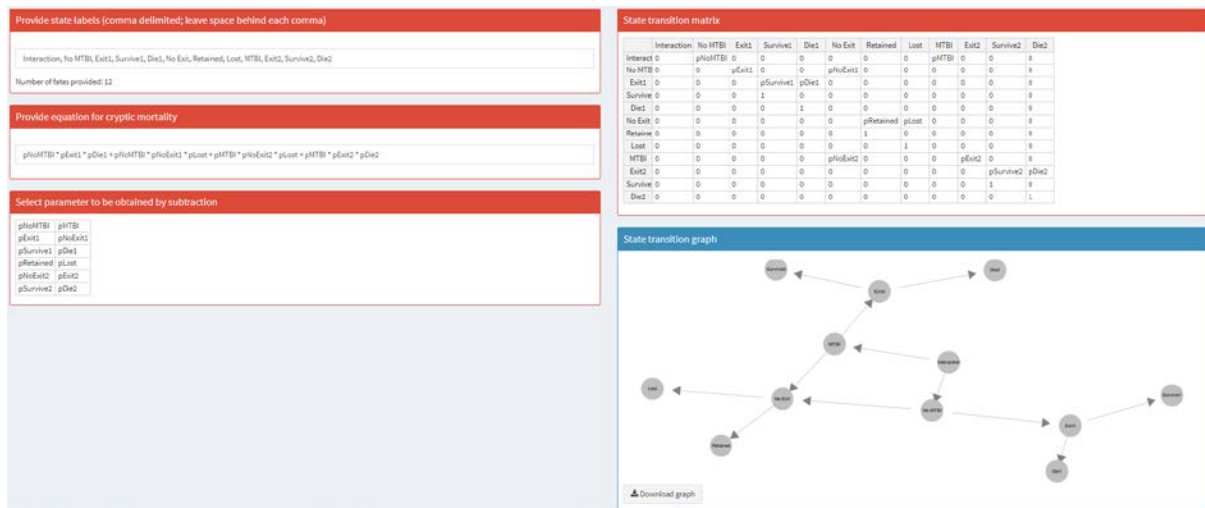 Provide state labels (comma delimited; leave space behind each comma)
Interaction, No MTBI, Exit1, Survive1, Die1, No Exit, Retained, Lost, MTBI, Exit2, Survive2, Die2
Number of fates provided: 12
Provide equation for cryptic mortality
pNoMTBI * pExit1 * pDie1 + pNoMTBI * pNoExit1 * pLost + pMTBI * pNoExit2 * pLost + pMTBI * pExit2 * pDie2
Select parameter to be obtained by subtraction
pNoMTBI pMTBI
pExit1 pNoExit1
pSurvive1 pDie1
pRetained pLost
pNoExit2 pExit2
pSurvive2 pDie2
State transition matrix
Interaction No MTBI Exit1 Survive1 Die1 No Exit Retained Lost MTBI Exit2 Survive2 Die2
Interact 0 pNoMTBI 0 0 0 0 0 0 pMTBI 0 0 0
No MTB 0 0 pExit1 0 0 pNoExit1 0 0 0 0 0 0
Exit1 0 0 0 pSurvive1 pDie1 0 0 0 0 0 0 0
Survive 0 0 0 1 0 0 0 0 0 0 0 0
Die1 0 0 0 0 1 0 0 0 0 0 0 0
No Exit 0 0 0 0 0 0 pRetained pLost 0 0 0 0
Retaine 0 0 0 0 0 0 1 0 0 0 0 0
Lost 0 0 0 0 0 0 0 1 0 0 0 0
MTBI 0 0 0 0 0 pNoExit2 0 0 0 pExit2 0 0
Exit2 0 0 0 0 0 0 0 0 0 0 pSurvive2 pDie2
Survive 0 0 0 0 0 0 0 0 0 0 1 0
Die2 0 0 0 0 0 0 0 0 0 0 0 1
State transition graph
Survive2
Die2
Exit2
MTBI
Interaction
Lost
No Exit
No MTBI
Survive1
Exit1
Retained
Die1
Download graph